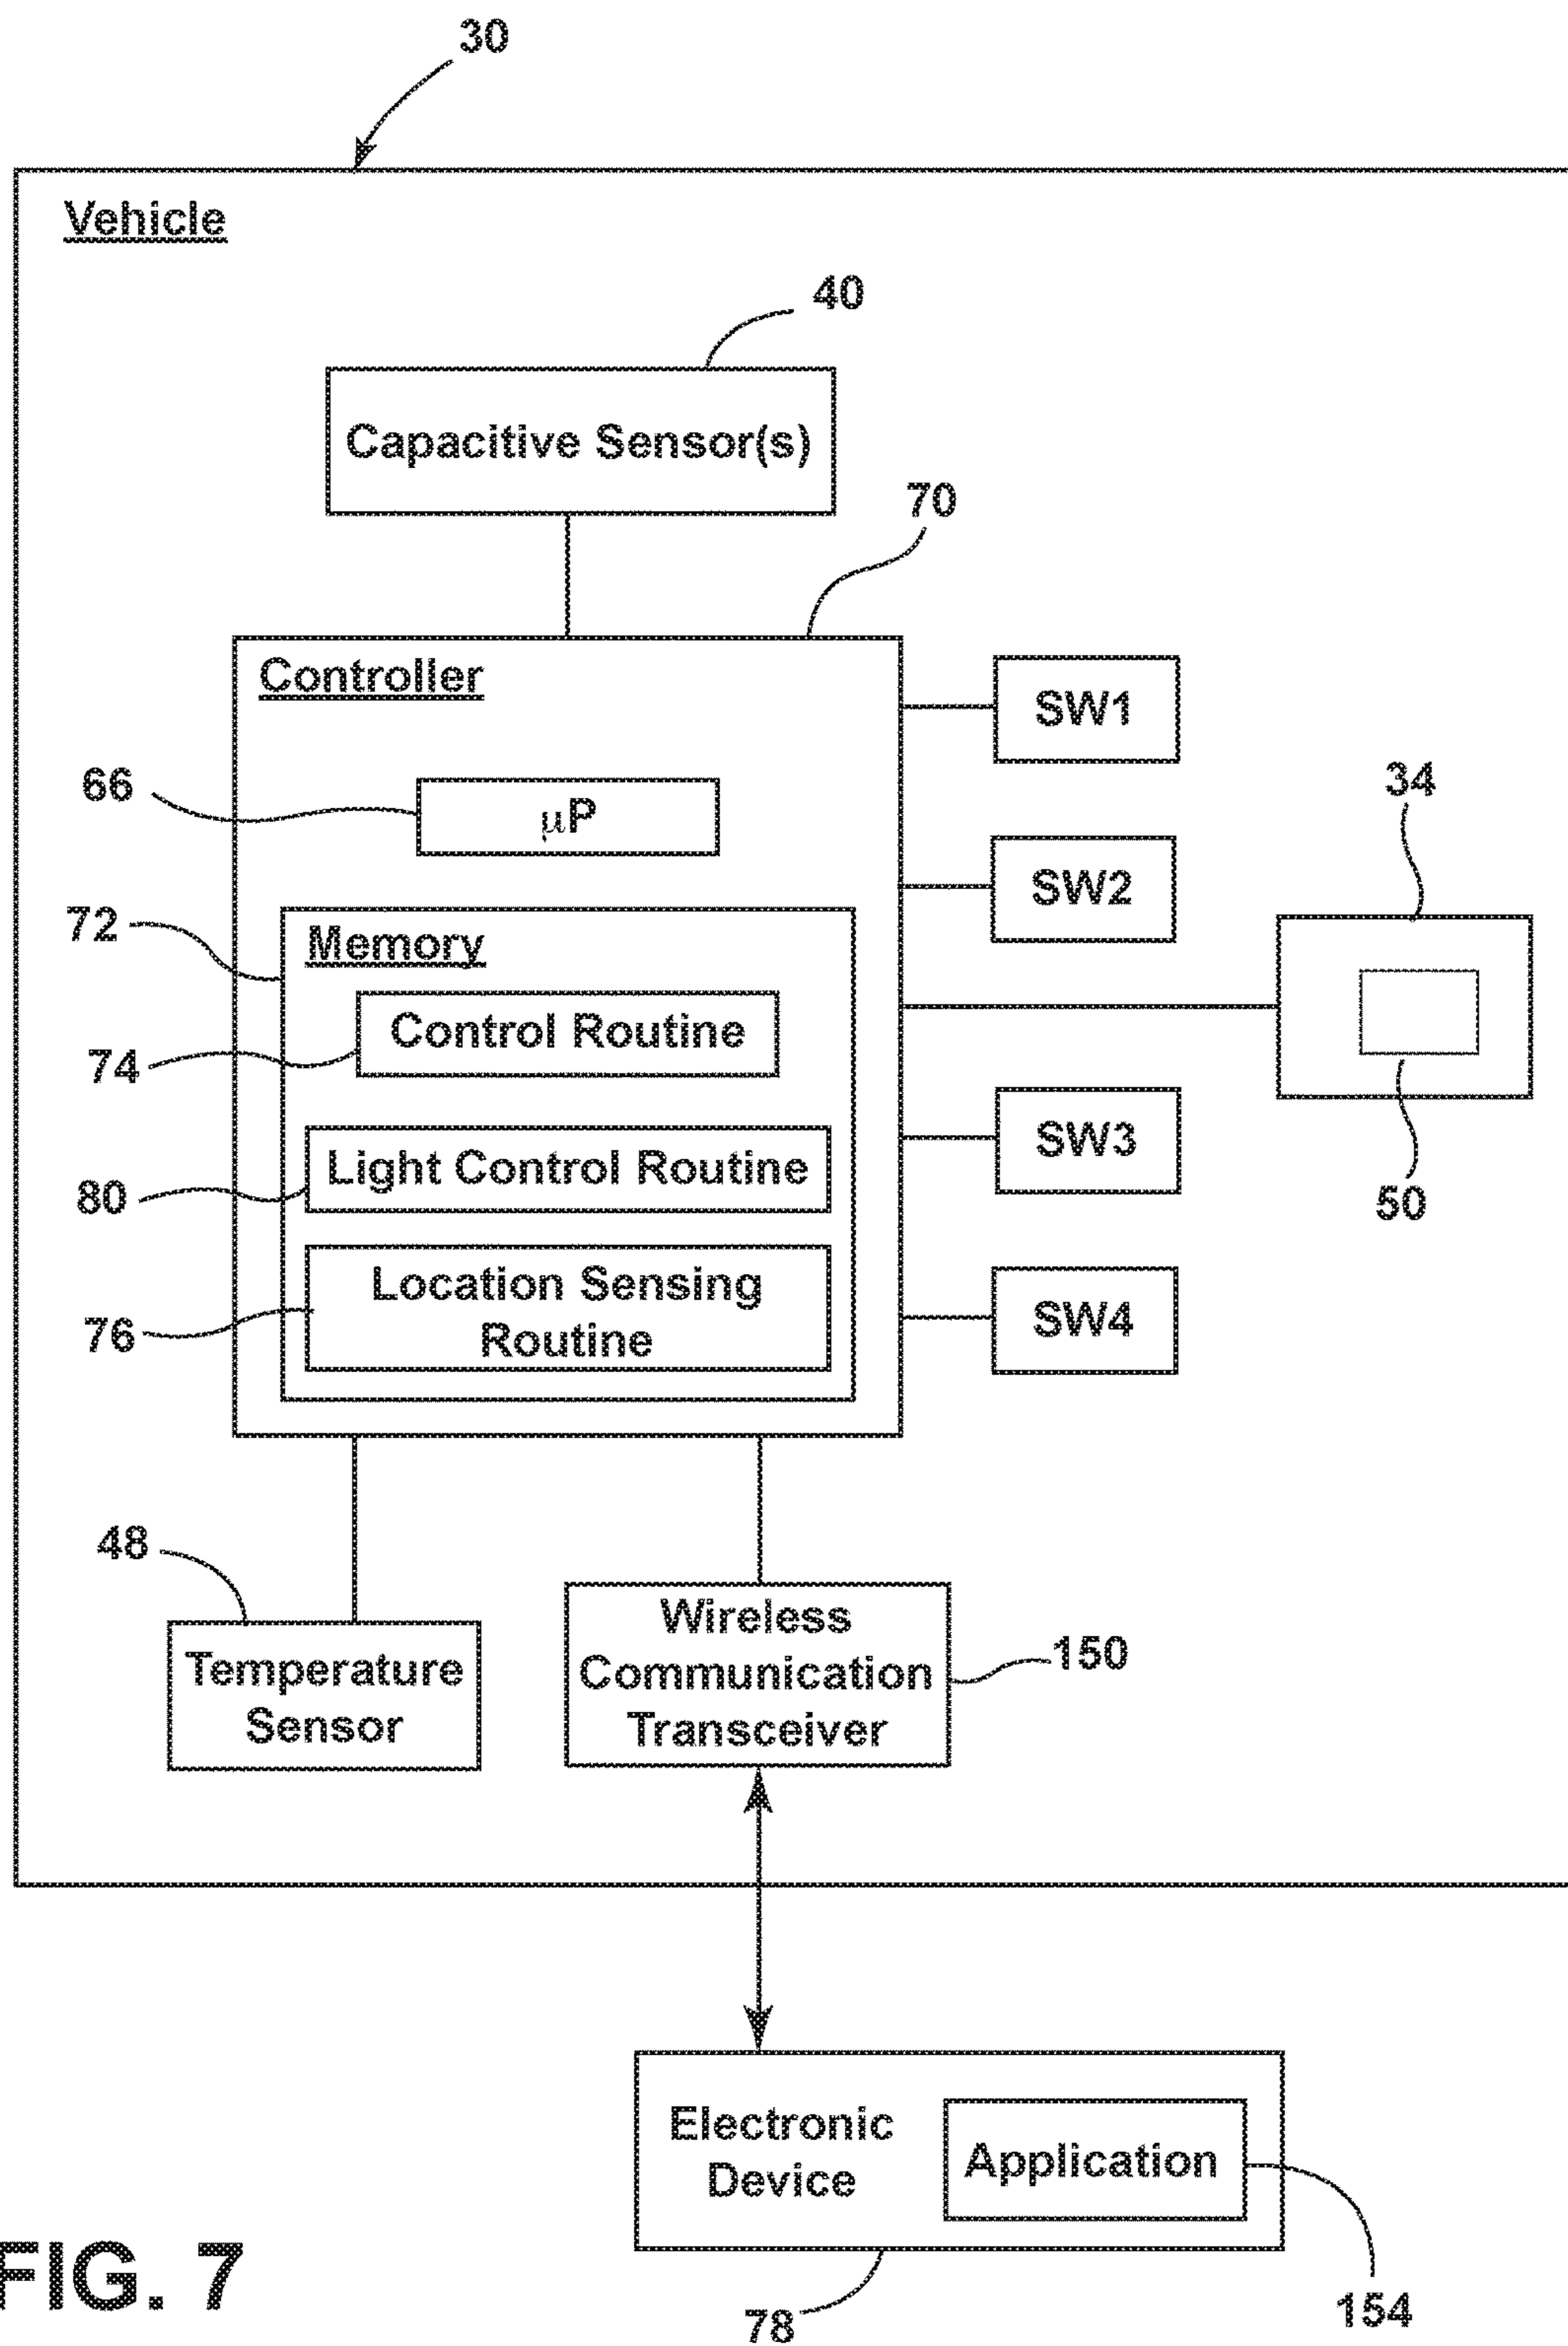 30
Vehicle
40
Capacitive Sensor(s)
70
Controller
SW1
66
µP
34
SW2
72
Memory
Control Routine
74
SW3
Light Control Routine
80
50
Location Sensing
Routine
76
SW4
48
Temperature
Sensor
Wireless
Communication
Transceiver
150
Electronic
Device
Application
FIG. 7
78
154